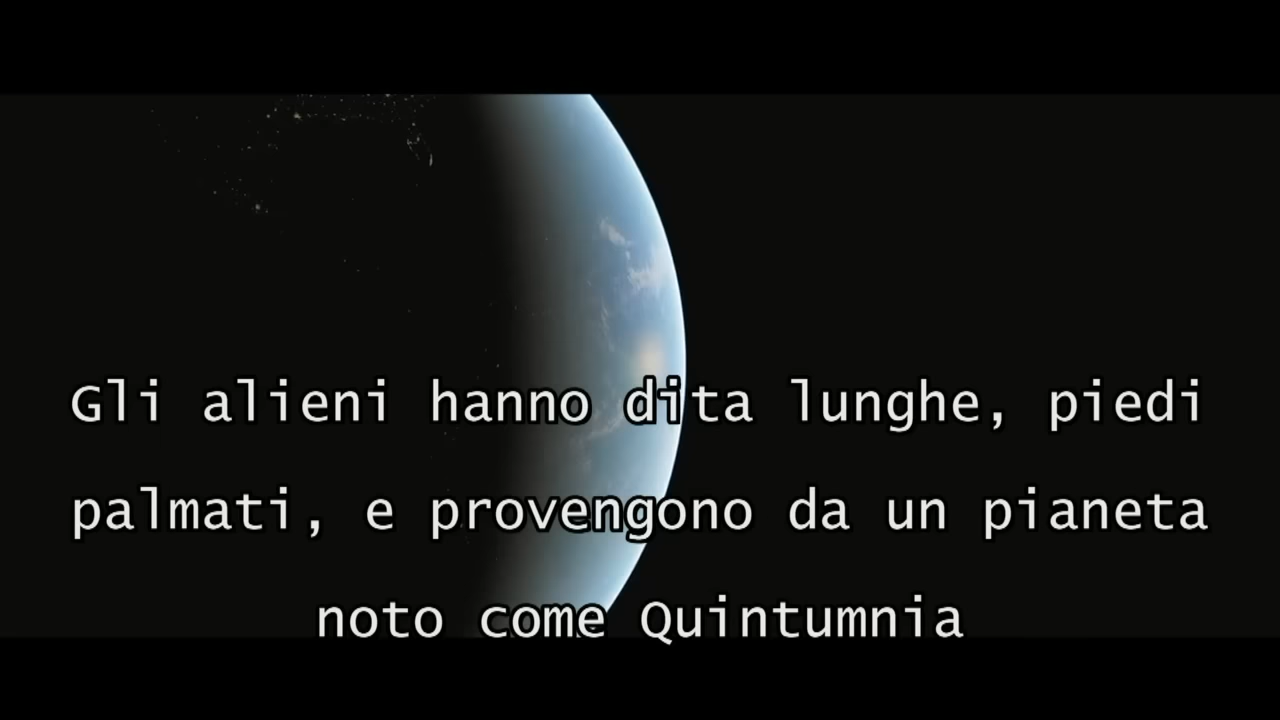 Gli alieni hanno dita lunghe, piedi
palmati, e provengono da un pianeta
noto come Quintumnia